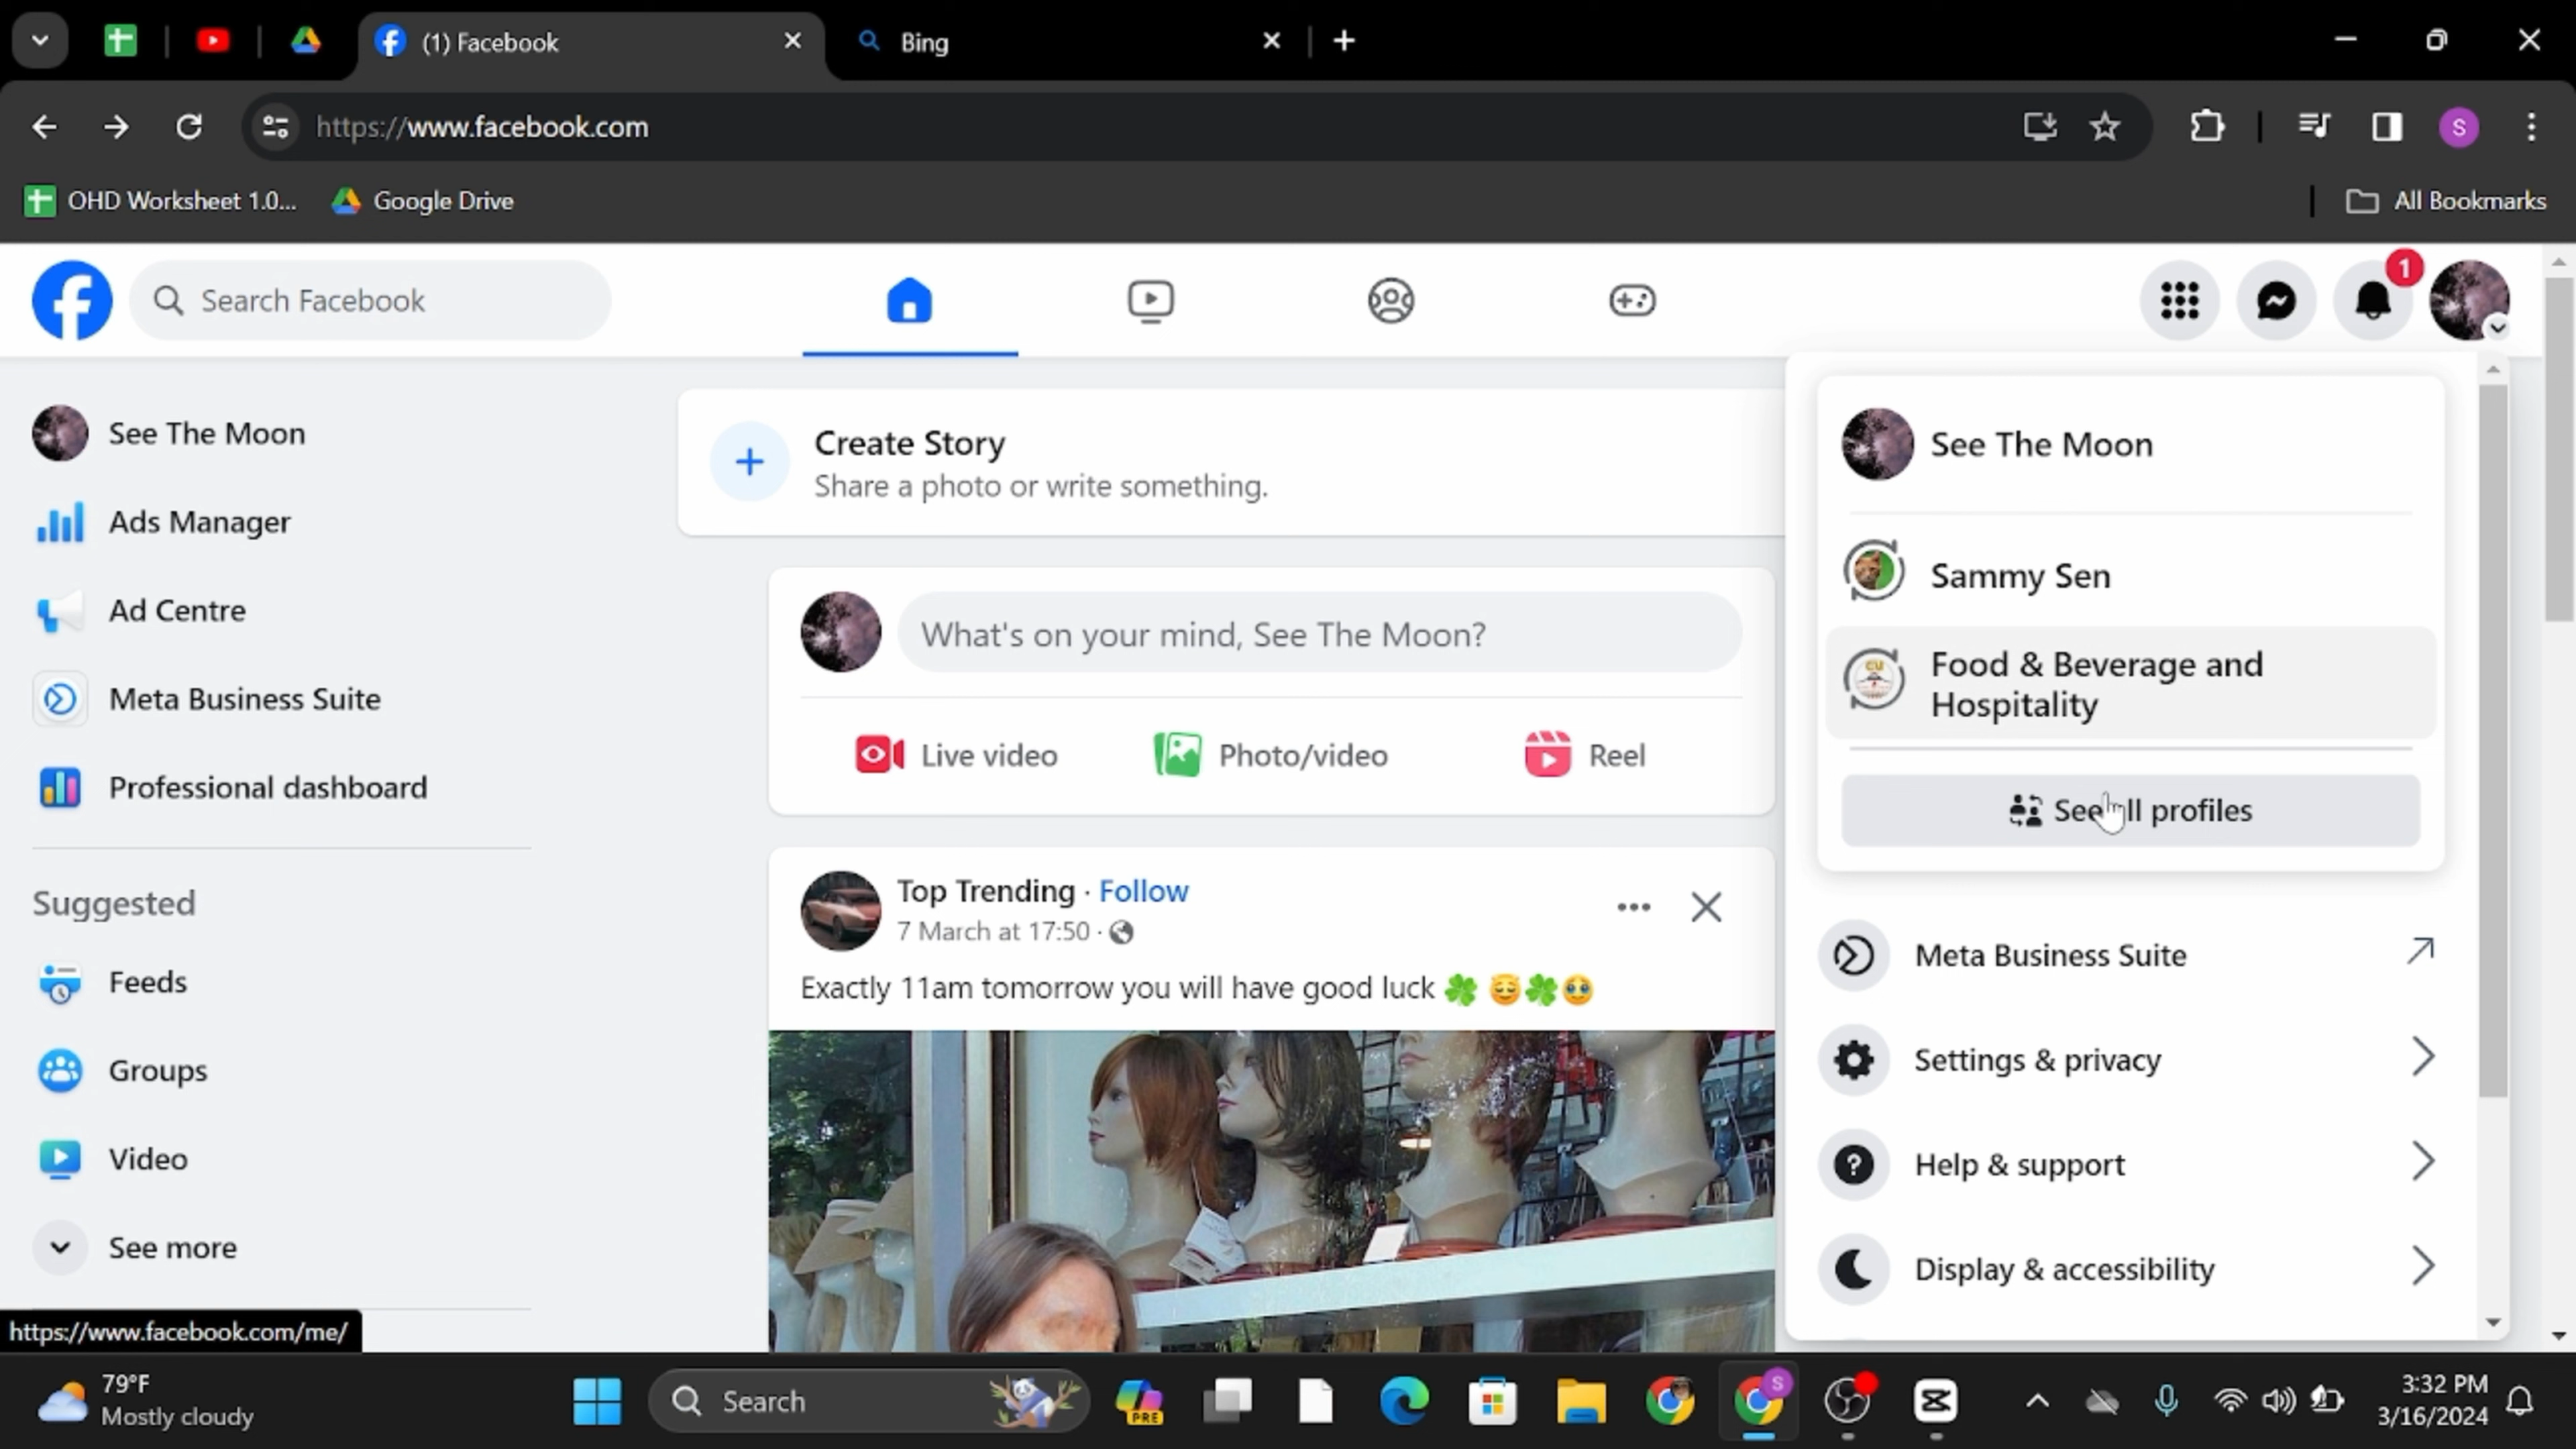 (1) Facebook
Bing
https://www.facebook.com
S
OHD Worksheet 1.0...
Google Drive
All Bookmarks
Search Facebook
1
See The Moon
Ads Manager
Ad Centre
Meta Business Suite
Professional dashboard
Suggested
Feeds
Groups
Video
See more
https://www.facebook.com/me/
Create Story
Share a photo or write something.
What's on your mind, See The Moon?
Live video
Photo/video
Reel
Top Trending · Follow
7 March at 17:50 ·
Exactly 11am tomorrow you will have good luck 🍀 😇🍀🥹
See The Moon
Sammy Sen
Food & Beverage and
Hospitality
See all profiles
Meta Business Suite
Settings & privacy
Help & support
Display & accessibility
79°F
Mostly cloudy
Search
PRE
S
3:32 PM
3/16/2024